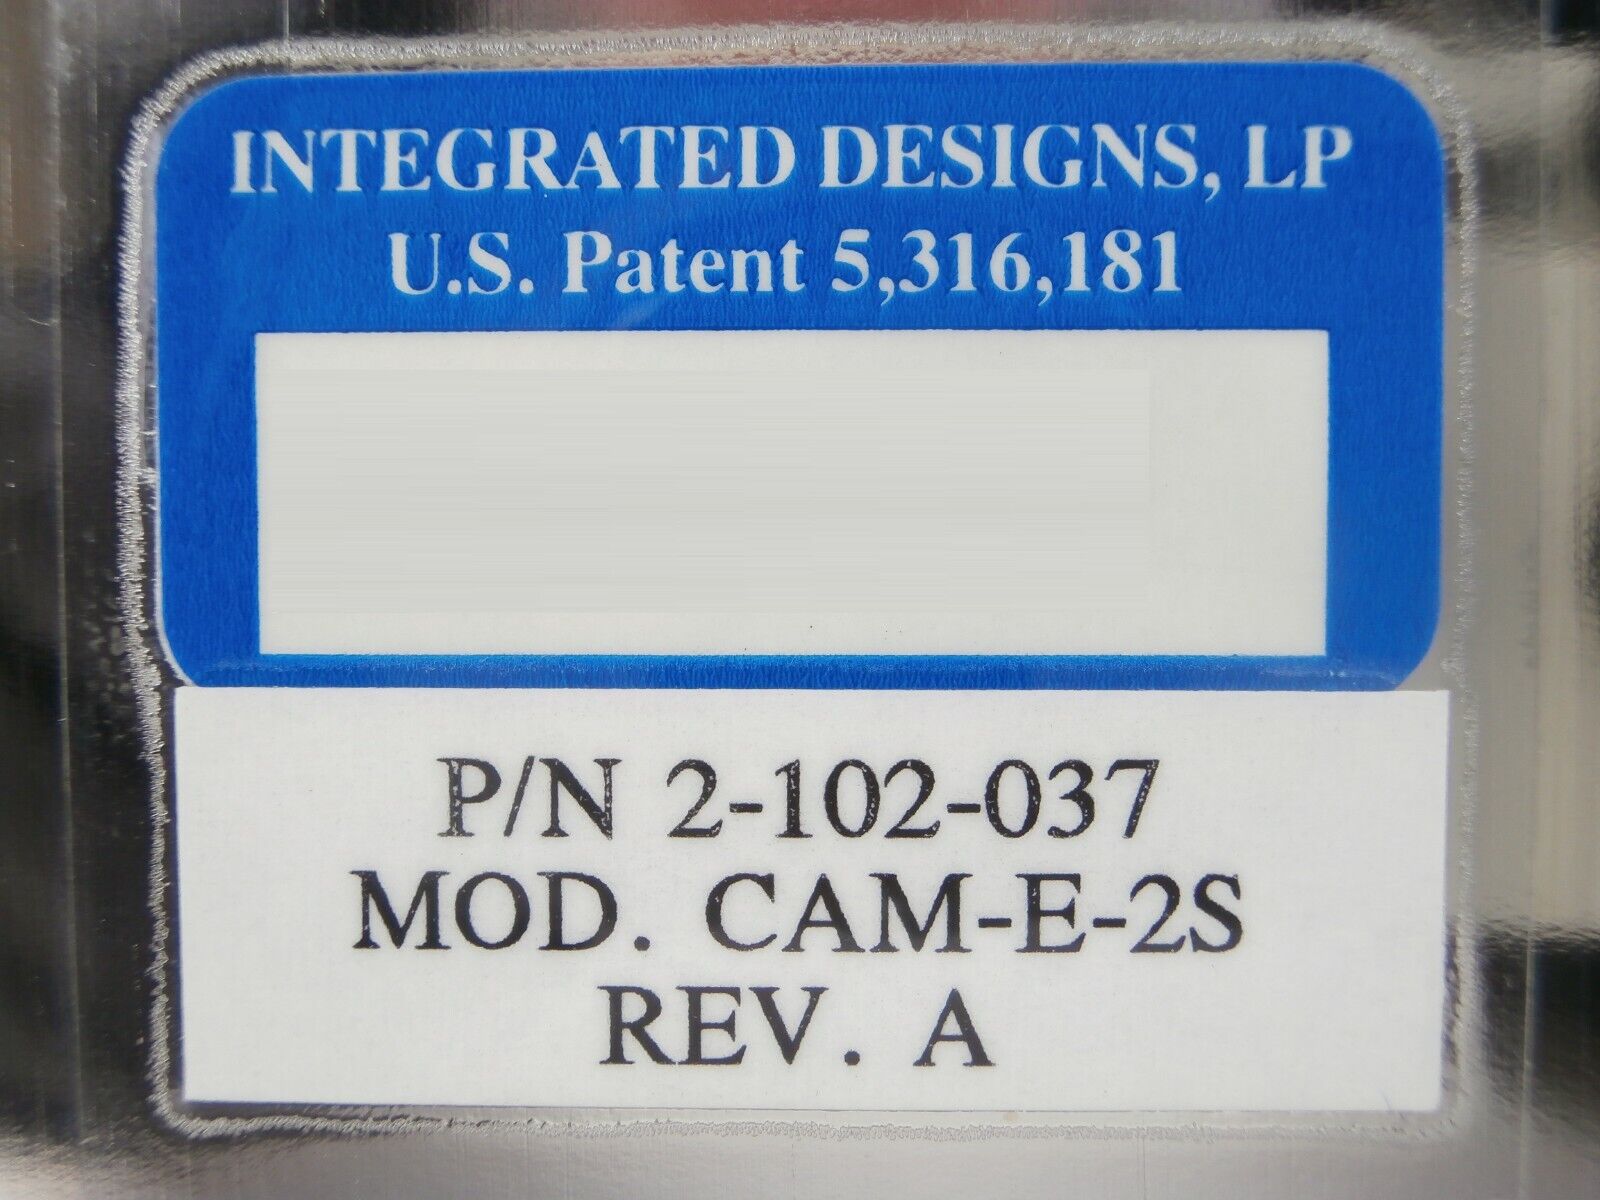 INTEGRATED DESIGNS, LP
U.S. Patent 5,316,181
P/N 2-102-037
MOD. CAM-E-2S
REV. A